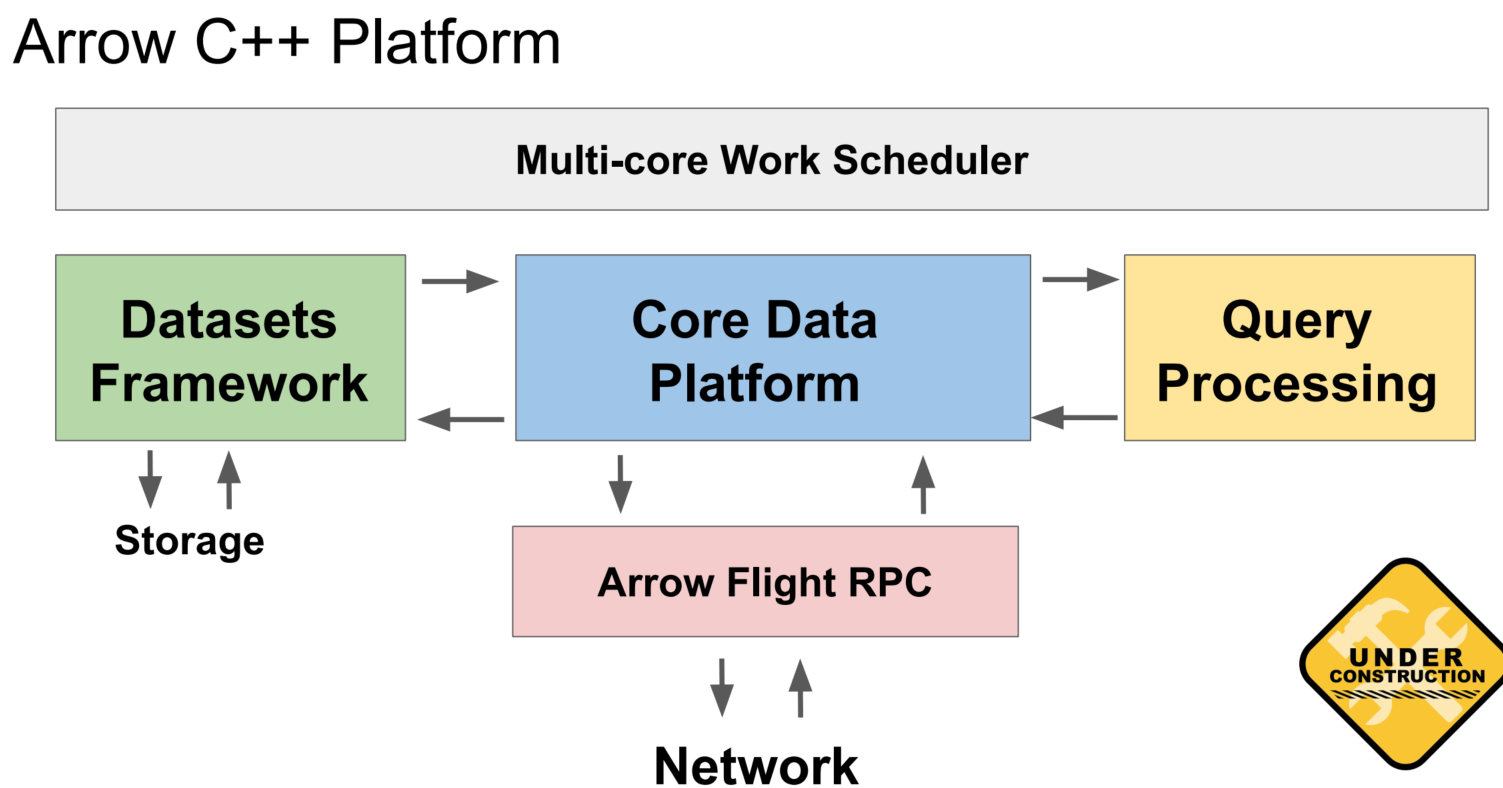 Arrow C++ Platform
Multi-core Work Scheduler
Datasets
Framework
Core Data
Platform
Query
Processing
Storage
Arrow Flight RPC
UNDER
CONSTRUCTION
Network